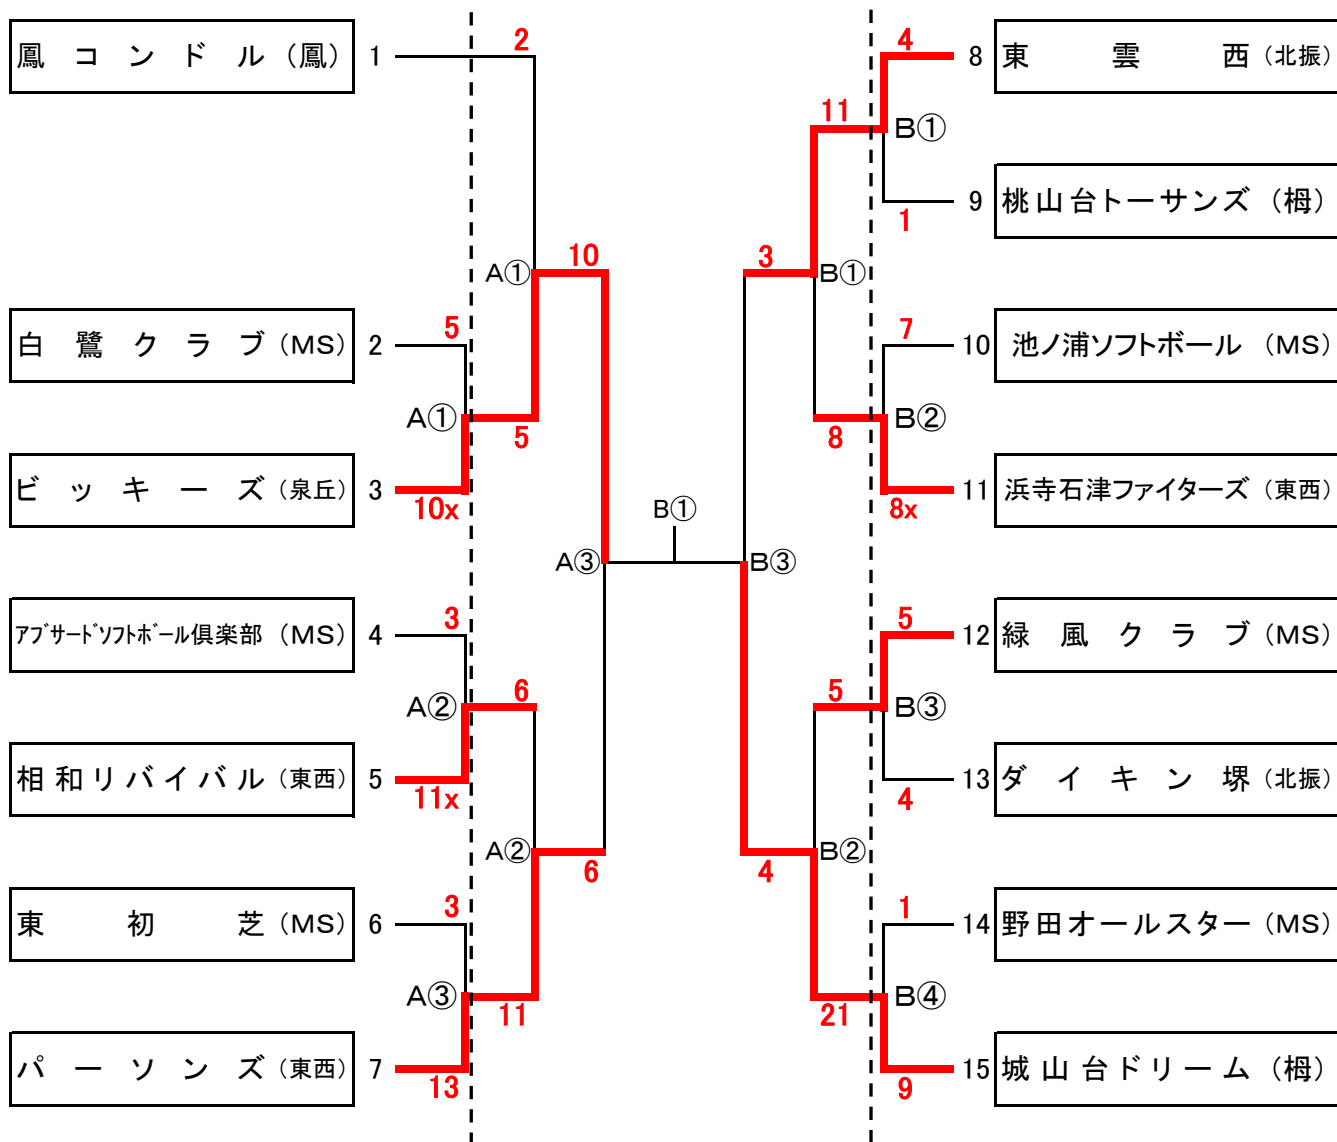 鳳コンドル（鳳） 1
2
4
8 東雲西（北振）
11
B①
9 桃山台トーサンズ（栂）
1
A①
10
3
B①
白鷺クラブ（MS） 2
5
7
10 池ノ浦ソフトボール（MS）
A①
5
8
B②
ビッキーズ（泉丘） 3
10x
8x
11 浜寺石津ファイターズ（東西）
B①
A③
B③
ｱﾌﾞｻｰﾄﾞｿﾌﾄﾎﾞｰﾙ倶楽部（MS） 4
3
5
12 緑風クラブ（MS）
A②
6
5
B③
相和リバイバル（東西） 5
11x
4
13 ダイキン堺（北振）
A②
6
4
B②
東初芝（MS） 6
3
1
14 野田オールスター（MS）
A③
11
21
B④
パーソンズ（東西） 7
13
9
15 城山台ドリーム（栂）